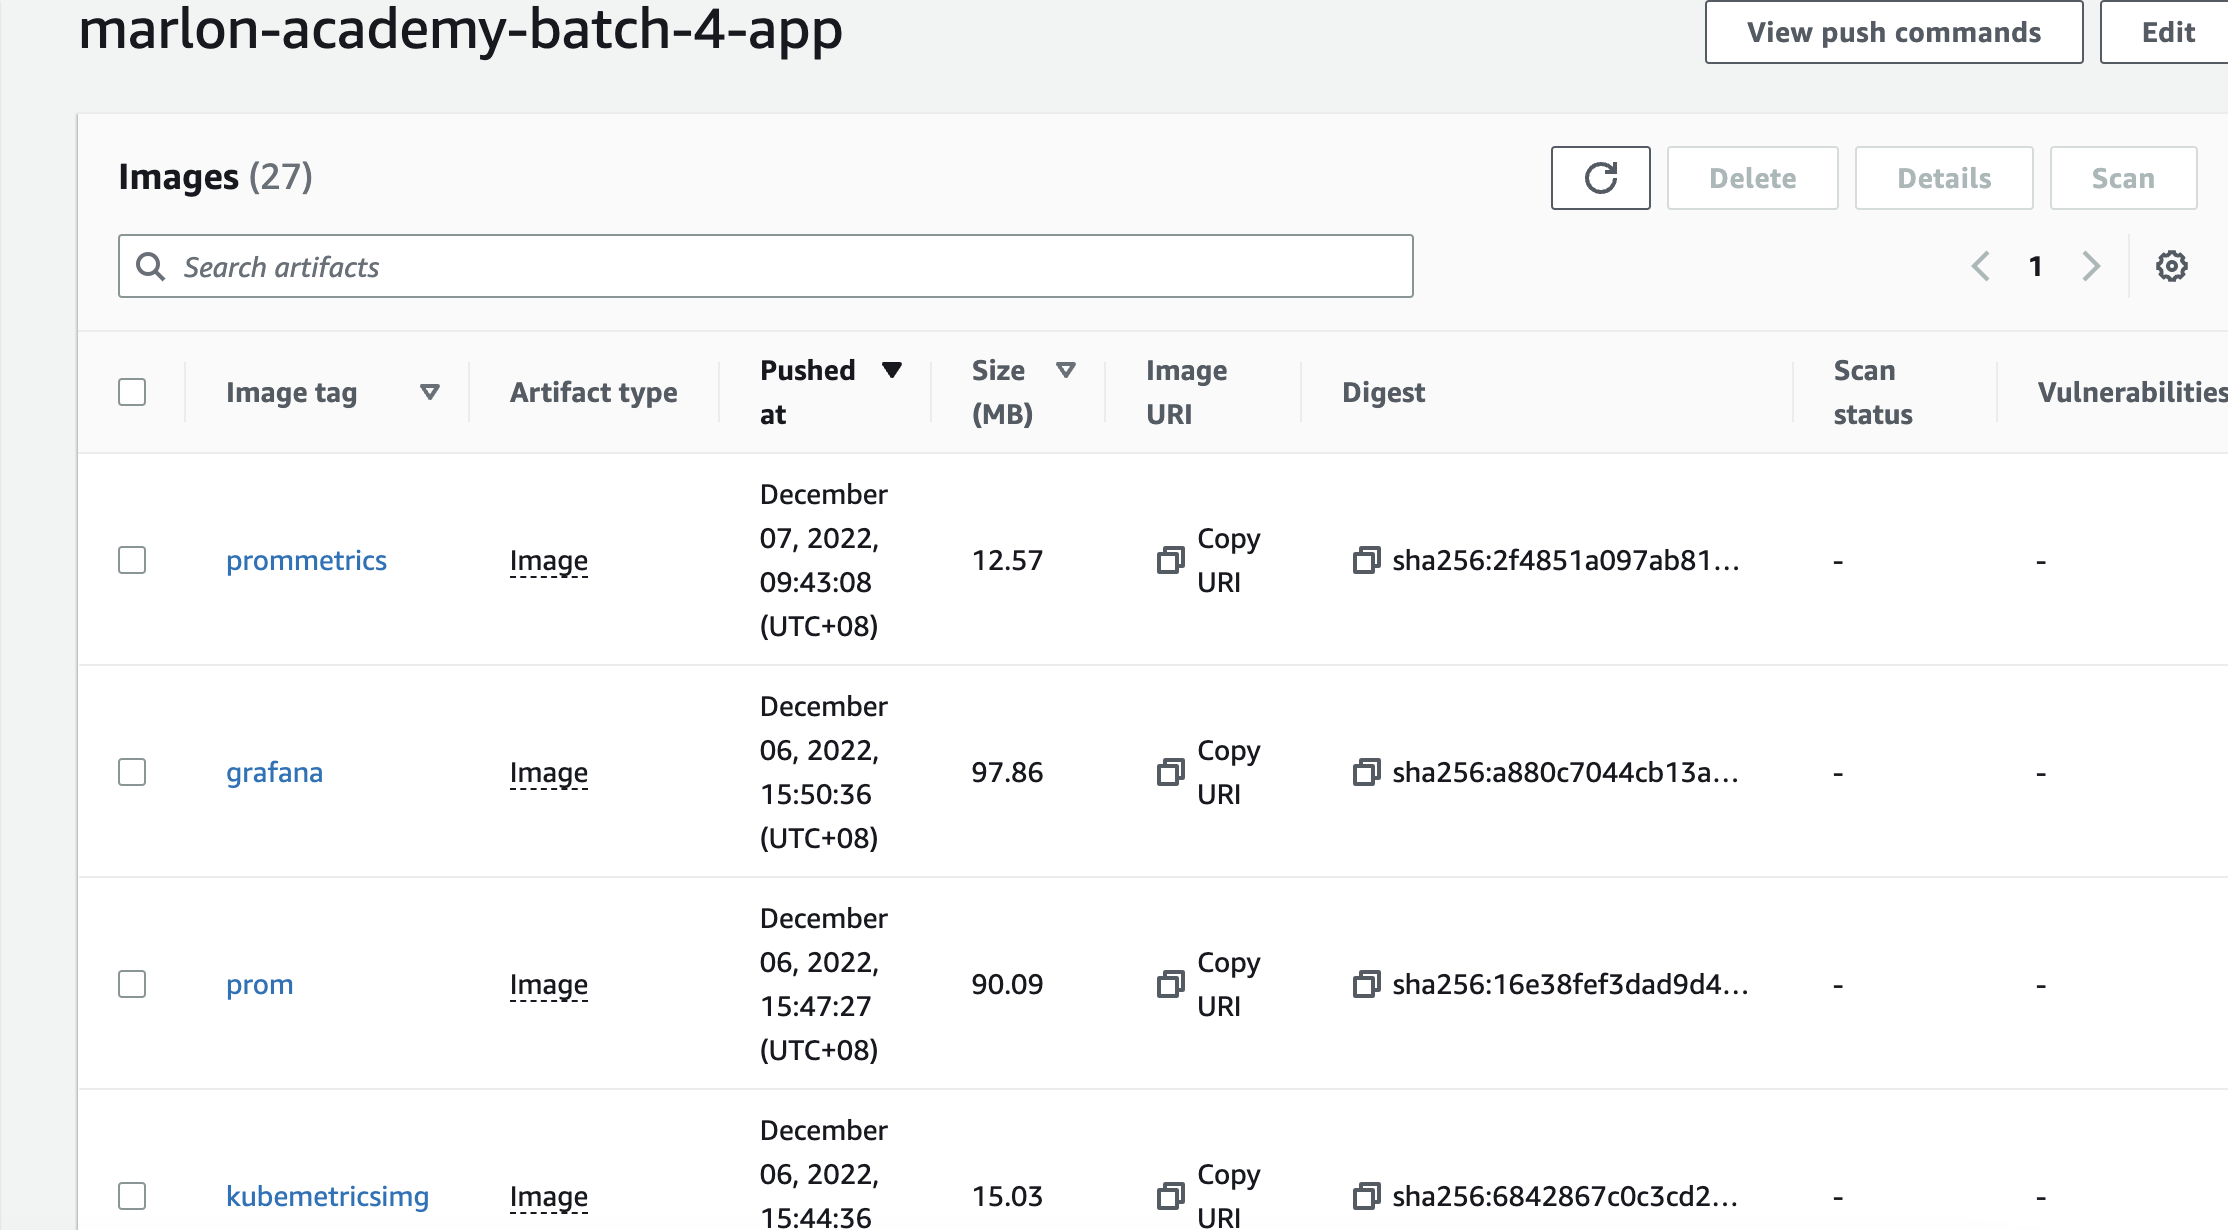 marlon-academy-batch-4-app
View push commands
Edit
Images (27)
Delete
Details
Scan
Search artifacts
1
Image tag
Artifact type
Pushed
at
Size
(MB)
Image
URI
Digest
Scan
status
Vulnerabilities
prommetrics
Image
December
07, 2022,
09:43:08
(UTC+08)
12.57
Copy
URI
sha256:2f4851a097ab81...
-
-
grafana
Image
December
06, 2022,
15:50:36
(UTC+08)
97.86
Copy
URI
sha256:a880c7044cb13a...
-
-
prom
Image
December
06, 2022,
15:47:27
(UTC+08)
90.09
Copy
URI
sha256:16e38fef3dad9d4...
-
-
kubemetricsimg
Image
December
06, 2022,
15:44:36
15.03
Copy
URI
sha256:6842867c0c3cd2...
-
-